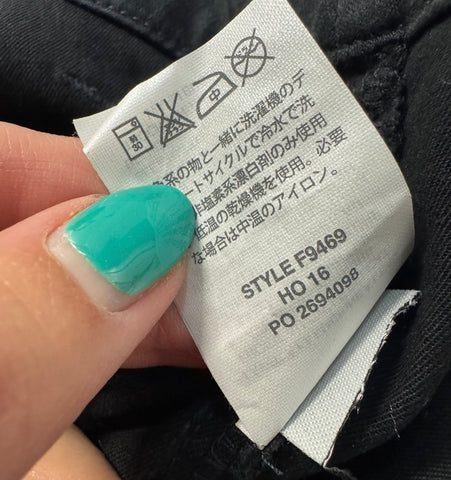 弱
30
中
系の物と一緒に洗濯機のデ
ートサイクルで冷水で洗
塩素系漂白剤のみ使用
低温の乾燥機を使用。必要
な場合は中温のアイロン。
STYLE F9469
HO 16
PO 2694098